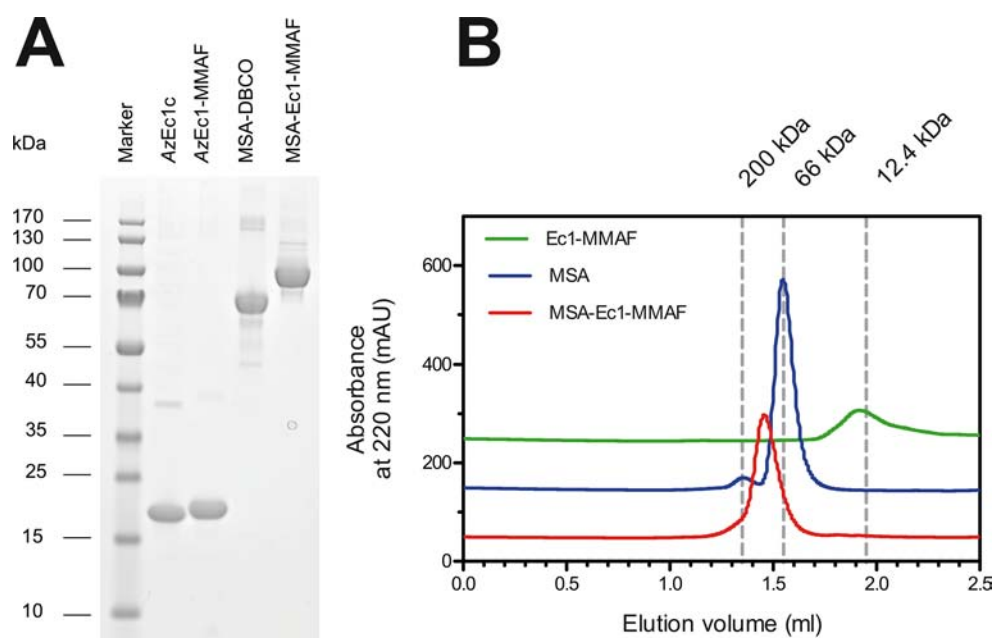 A
kDa
Marker
AzEc1c
AzEc1-MMAF
MSA-DBCO
MSA-Ec1-MMAF
170
130
100
70
55
40
35
25
15
10
B
200 kDa
66 kDa
12.4 kDa
Ec1-MMAF
MSA
MSA-Ec1-MMAF
Absorbance
at 220 nm (mAU)
600
400
200
0
0.0 0.5 1.0 1.5 2.0 2.5
Elution volume (ml)